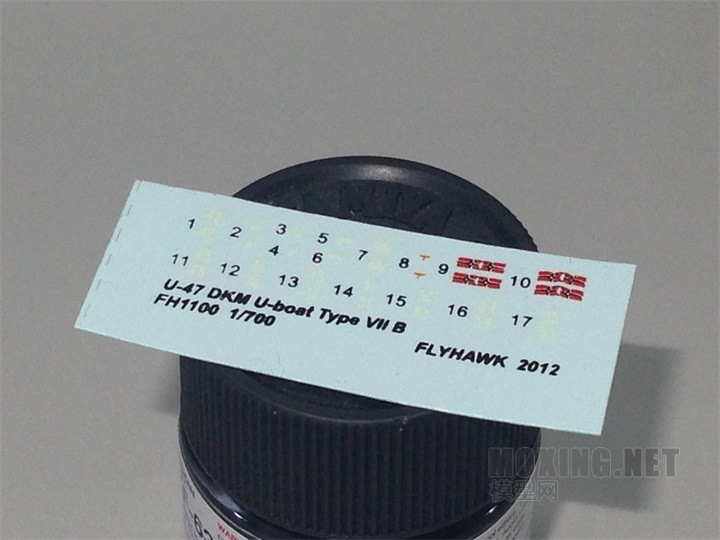 1 2 3 5 7 8 9 10
4 6
11 12 13 14 15 16 17
U-47 DKM U-boat Type VII B
FH1100 1/700
FLYHAWK 2012
MOXING.NET
模型网